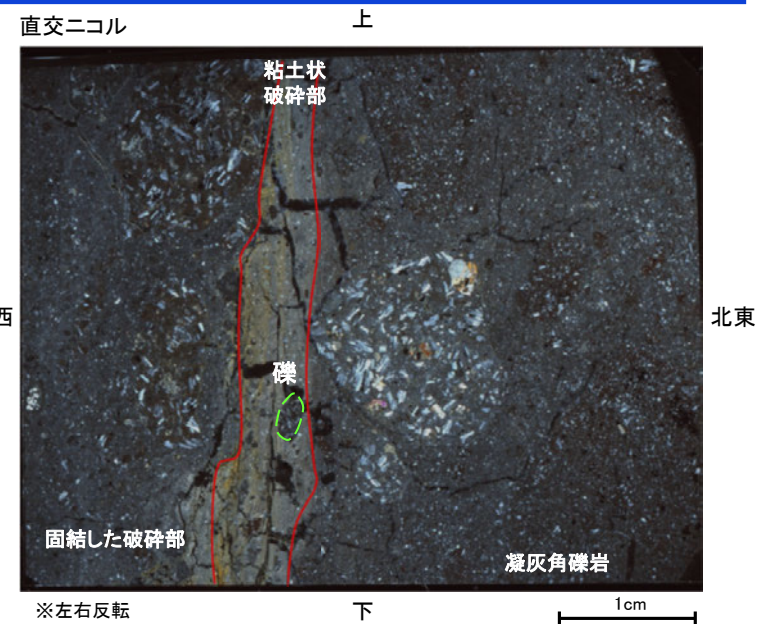 直交ニコル
上
粘土状
破砕部
西
北東
礫
固結した破砕部
凝灰角礫岩
※左右反転
下
1cm